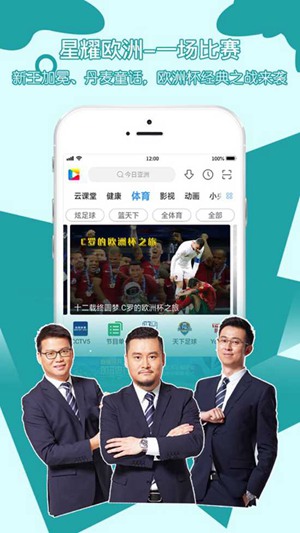 星耀欧洲—一场比赛
新王加冕、丹麦童话，欧洲杯经典之战来袭
12:00
今日亚洲
云课堂 健康 体育 影视 动画 小
炫足球 篮天下 全体育 全部
C罗的欧洲杯之旅
十二载终圆梦 C罗的欧洲杯之旅
CCTV5 节目单 天下足球